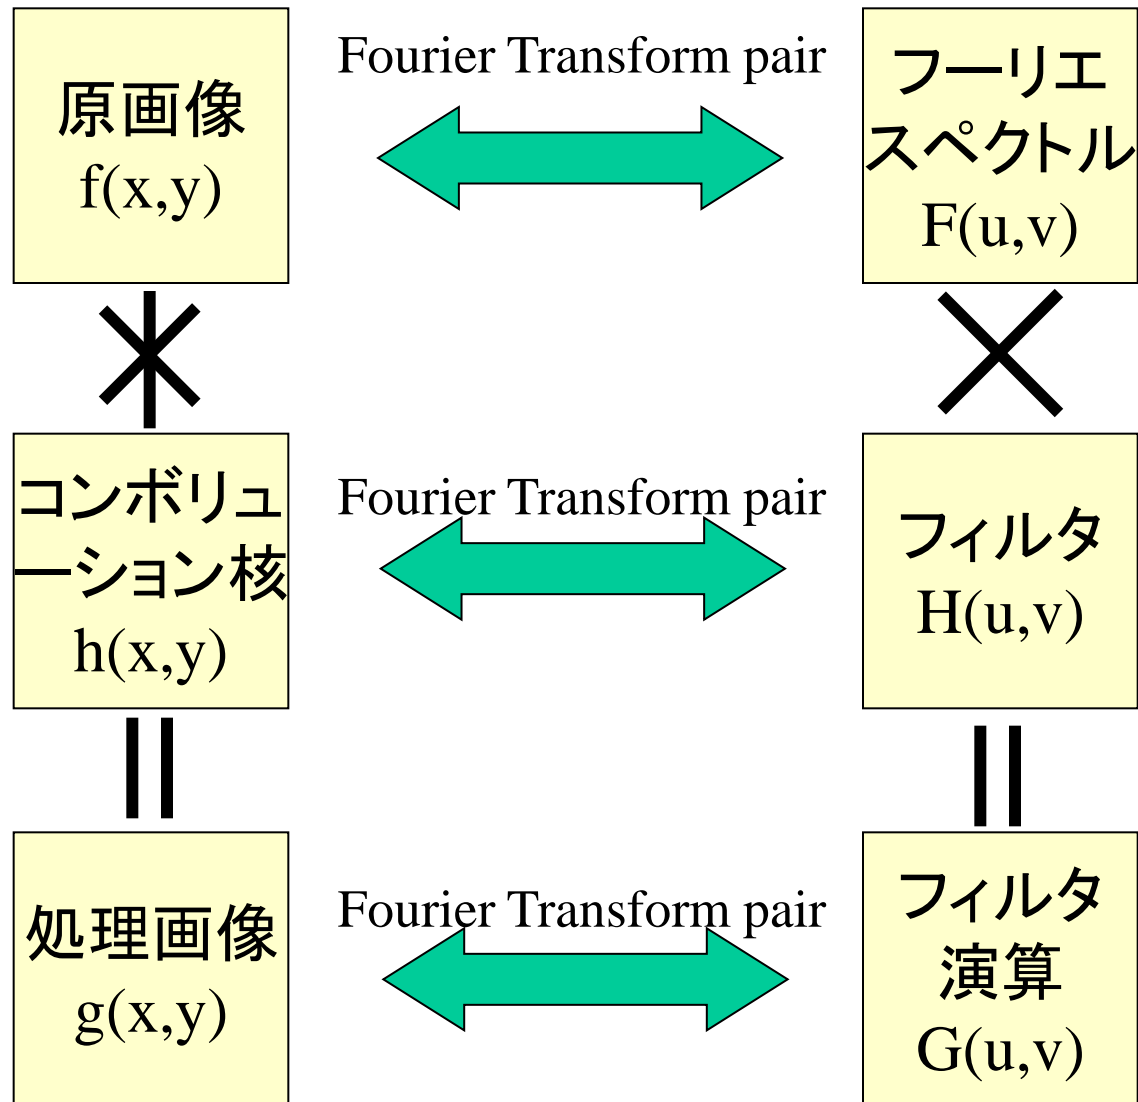 原画像
f(x,y)
Fourier Transform pair
フーリエ
スペクトル
F(u,v)
*
×
コンボリュ
ーション核
h(x,y)
Fourier Transform pair
フィルタ
H(u,v)
=
=
処理画像
g(x,y)
Fourier Transform pair
フィルタ
演算
G(u,v)